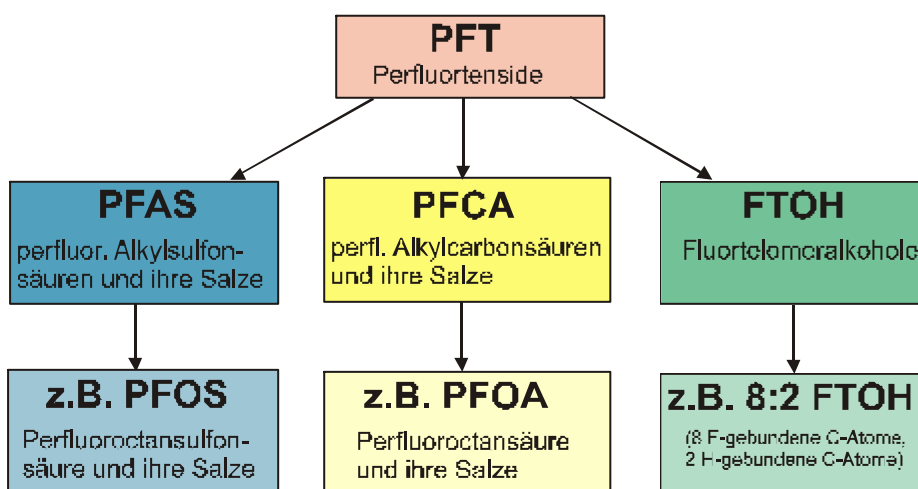 PFT
Perfluortenside
PFAS
perfluor. Alkylsulfon-
säuren und ihre Salze
PFCA
perfl. Alkylcarbonsäuren
und ihre Salze
FTOH
Fluortelomeralkohole
z.B. PFOS
Perfluoroctansulfon-
säure und ihre Salze
z.B. PFOA
Perfluoroctansäure
und ihre Salze
z.B. 8:2 FTOH
(8 F-gebundene C-Atome,
2 H-gebundene C-Atome)